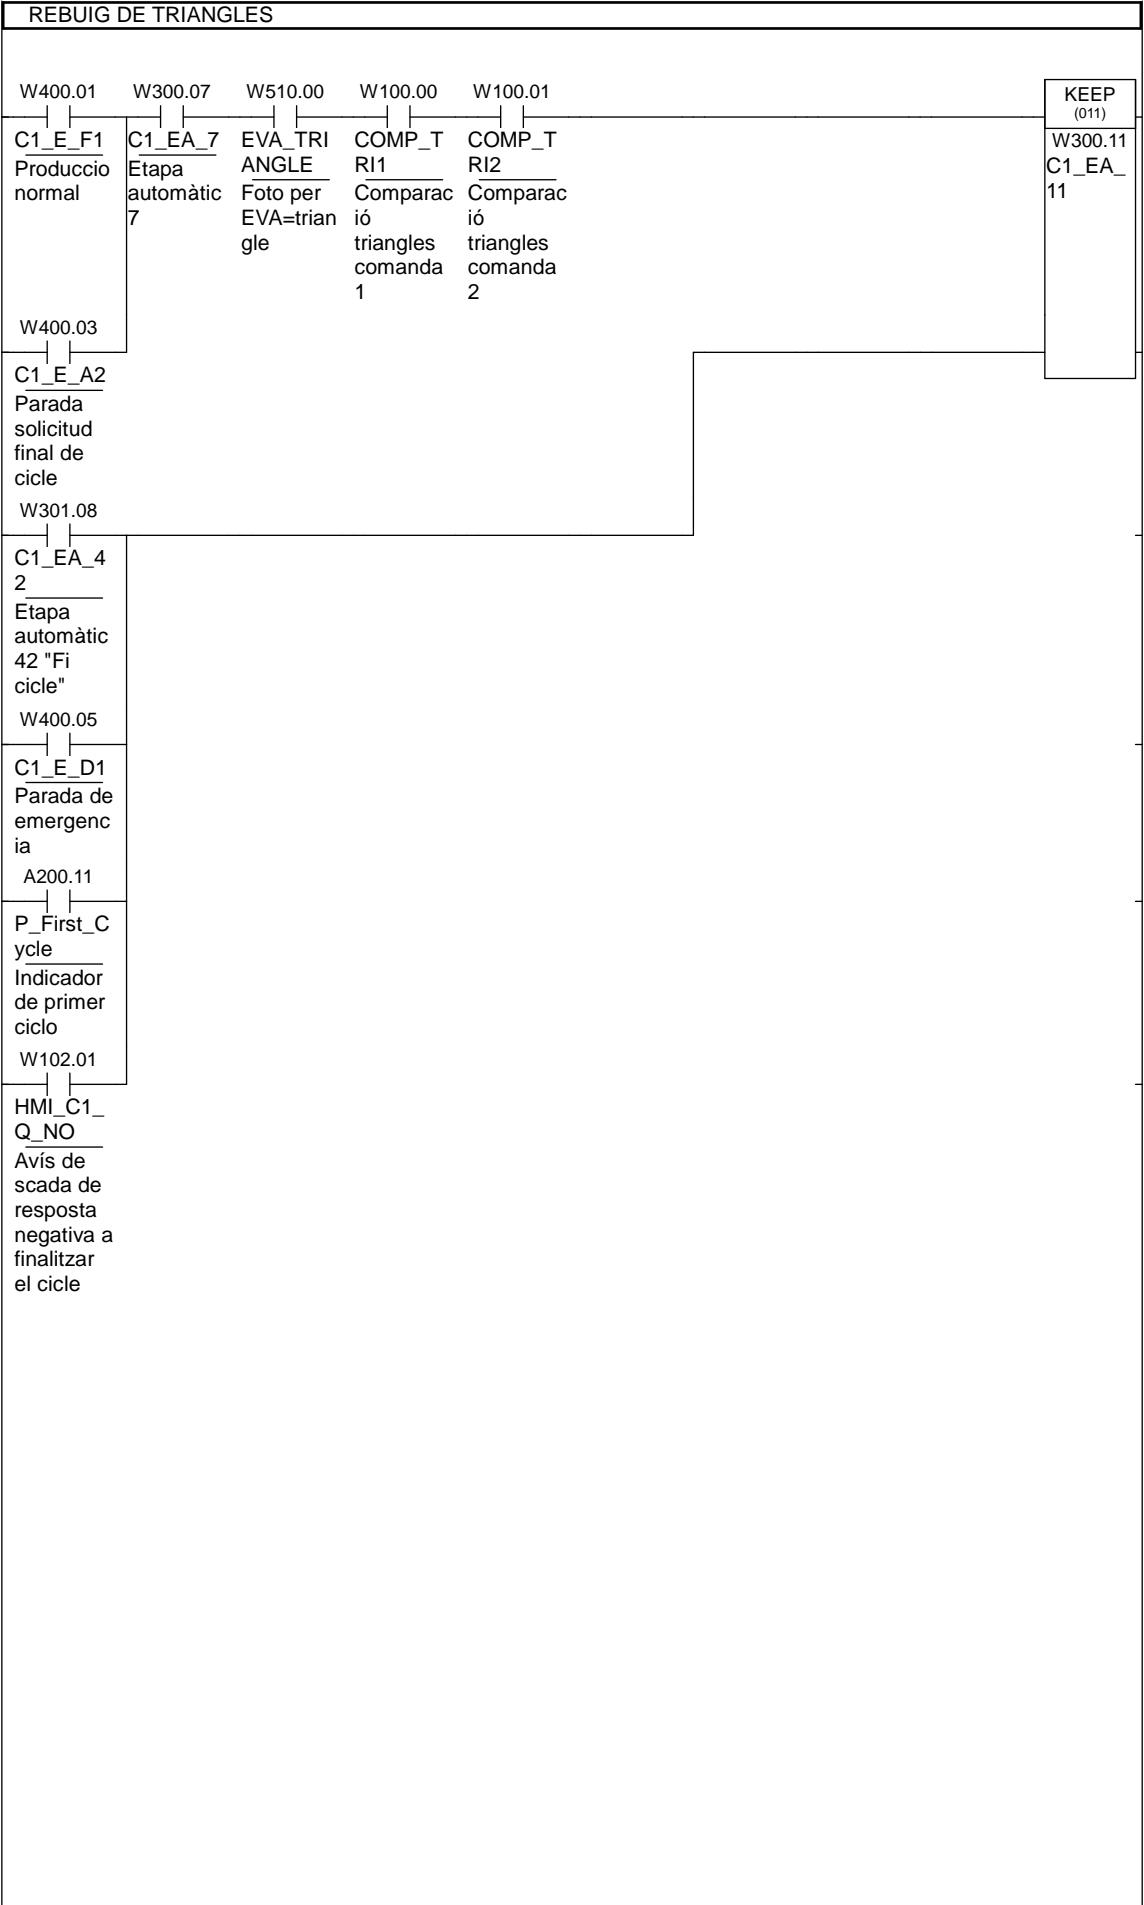 REBUIG DE TRIANGLES
W400.01 W300.07 W510.00 W100.00 W100.01
KEEP
(011)
C1_E_F1 C1_EA_7 EVA_TRI COMP_T COMP_T
W300.11
ANGLE RI1 RI2
C1_EA_
11
Produccio Etapa Foto per Comparac Comparac
normal automàtic EVA=trian ió ió
7 gle triangles triangles
comanda comanda
1 2
W400.03
C1_E_A2
Parada
solicitud
final de
cicle
W301.08
C1_EA_4
2
Etapa
automàtic
42 "Fi
cicle"
W400.05
C1_E_D1
Parada de
emergenc
ia
A200.11
P_First_C
ycle
Indicador
de primer
ciclo
W102.01
HMI_C1_
Q_NO
Avís de
scada de
resposta
negativa a
finalitzar
el cicle